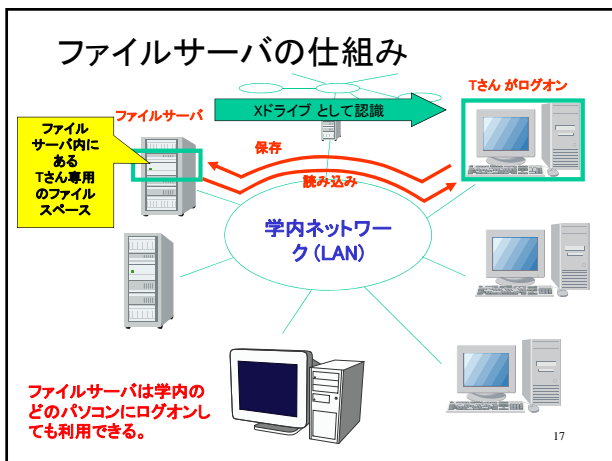 ファイルサーバの仕組み
Xドライブ として認識
Tさん がログオン
ファイルサーバ
ファイル
サーバ内に
ある
Tさん専用
のファイル
スペース
保存
読み込み
学内ネットワー
ク (LAN)
ファイルサーバは学内の
どのパソコンにログオンし
ても利用できる。
17